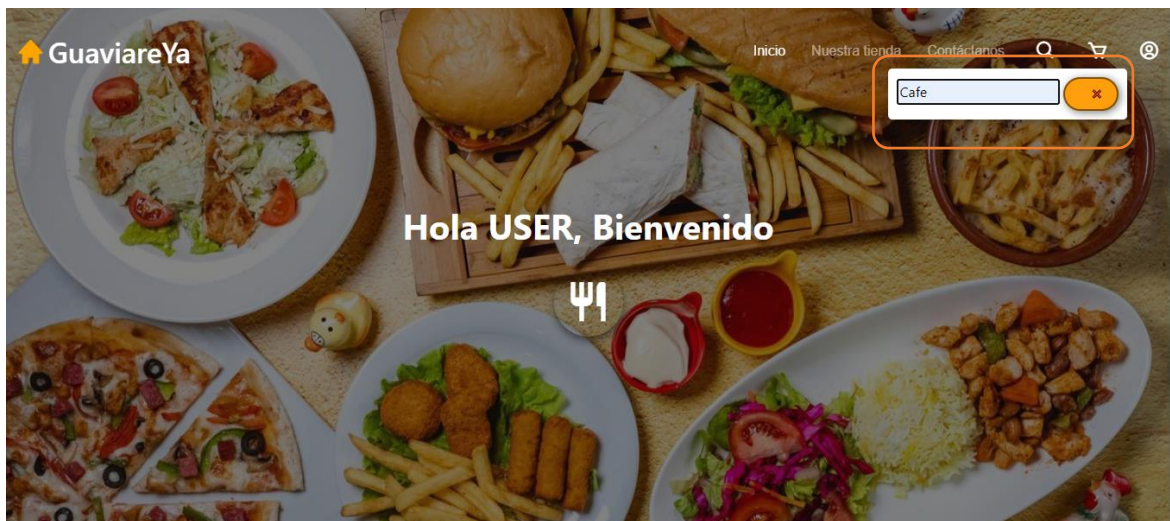 GuaviareYa
Inicio Nuestra tienda Contáctanos
Cafe
Hola USER, Bienvenido